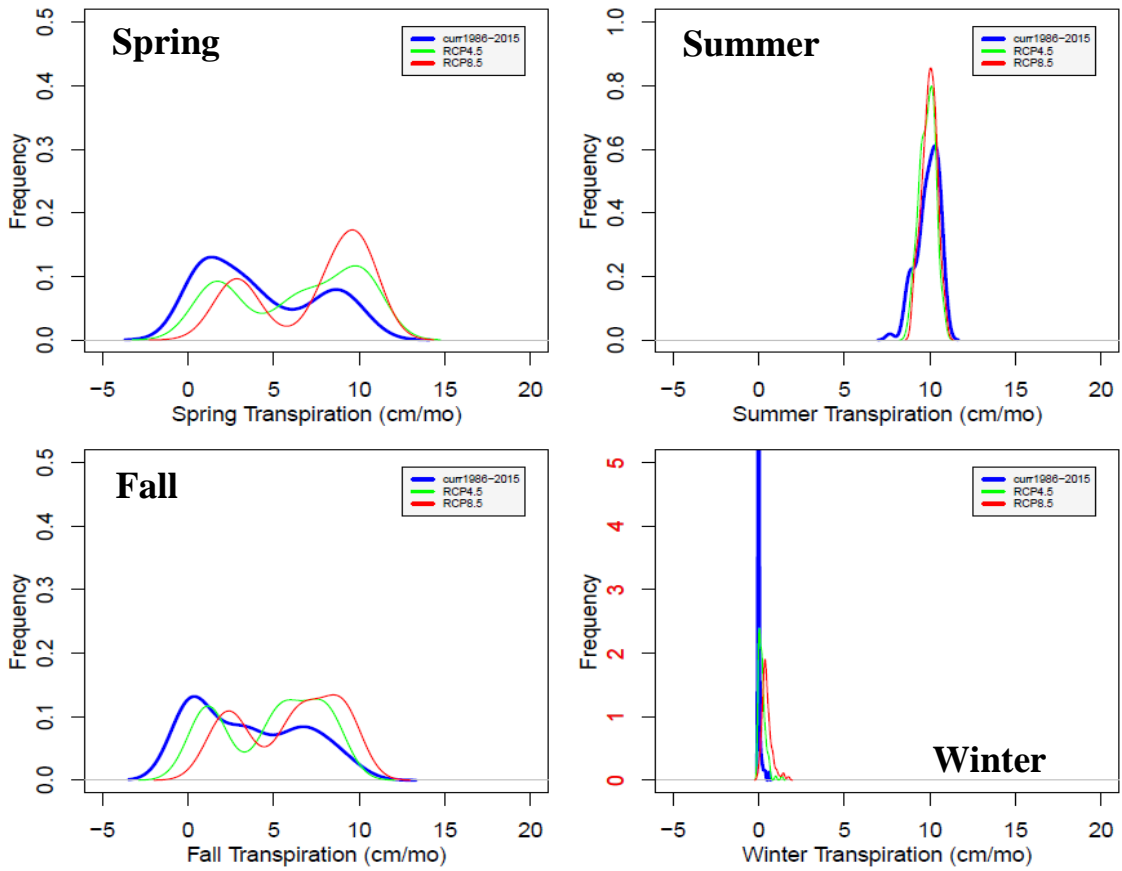 Spring
curr1986−2015
RCP4.5
RCP8.5
Frequency
0.0
0.1
0.2
0.3
0.4
0.5
−5 0 5 10 15 20
Spring Transpiration (cm/mo)
Summer
curr1986−2015
RCP4.5
RCP8.5
Frequency
0.0
0.2
0.4
0.6
0.8
1.0
−5 0 5 10 15 20
Summer Transpiration (cm/mo)
Fall
curr1986−2015
RCP4.5
RCP8.5
Frequency
0.0
0.1
0.2
0.3
0.4
0.5
−5 0 5 10 15 20
Fall Transpiration (cm/mo)
curr1986−2015
RCP4.5
RCP8.5
Frequency
0
1
2
3
4
5
Winter
−5 0 5 10 15 20
Winter Transpiration (cm/mo)